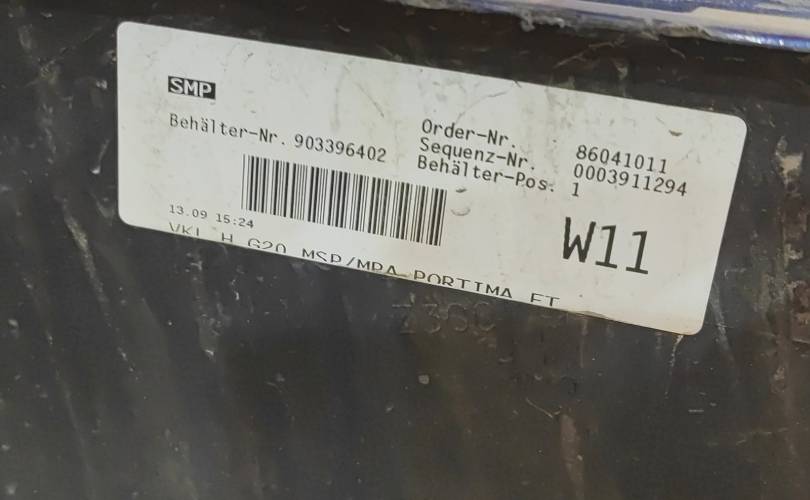 SMP
Behälter-Nr. 903396402
Order-Nr. 86041011
Sequenz-Nr. 0003911294
Behälter-Pos. 1
13.09 15:24
W11
VKL H G20 MSP/MPA PORTIMA ET